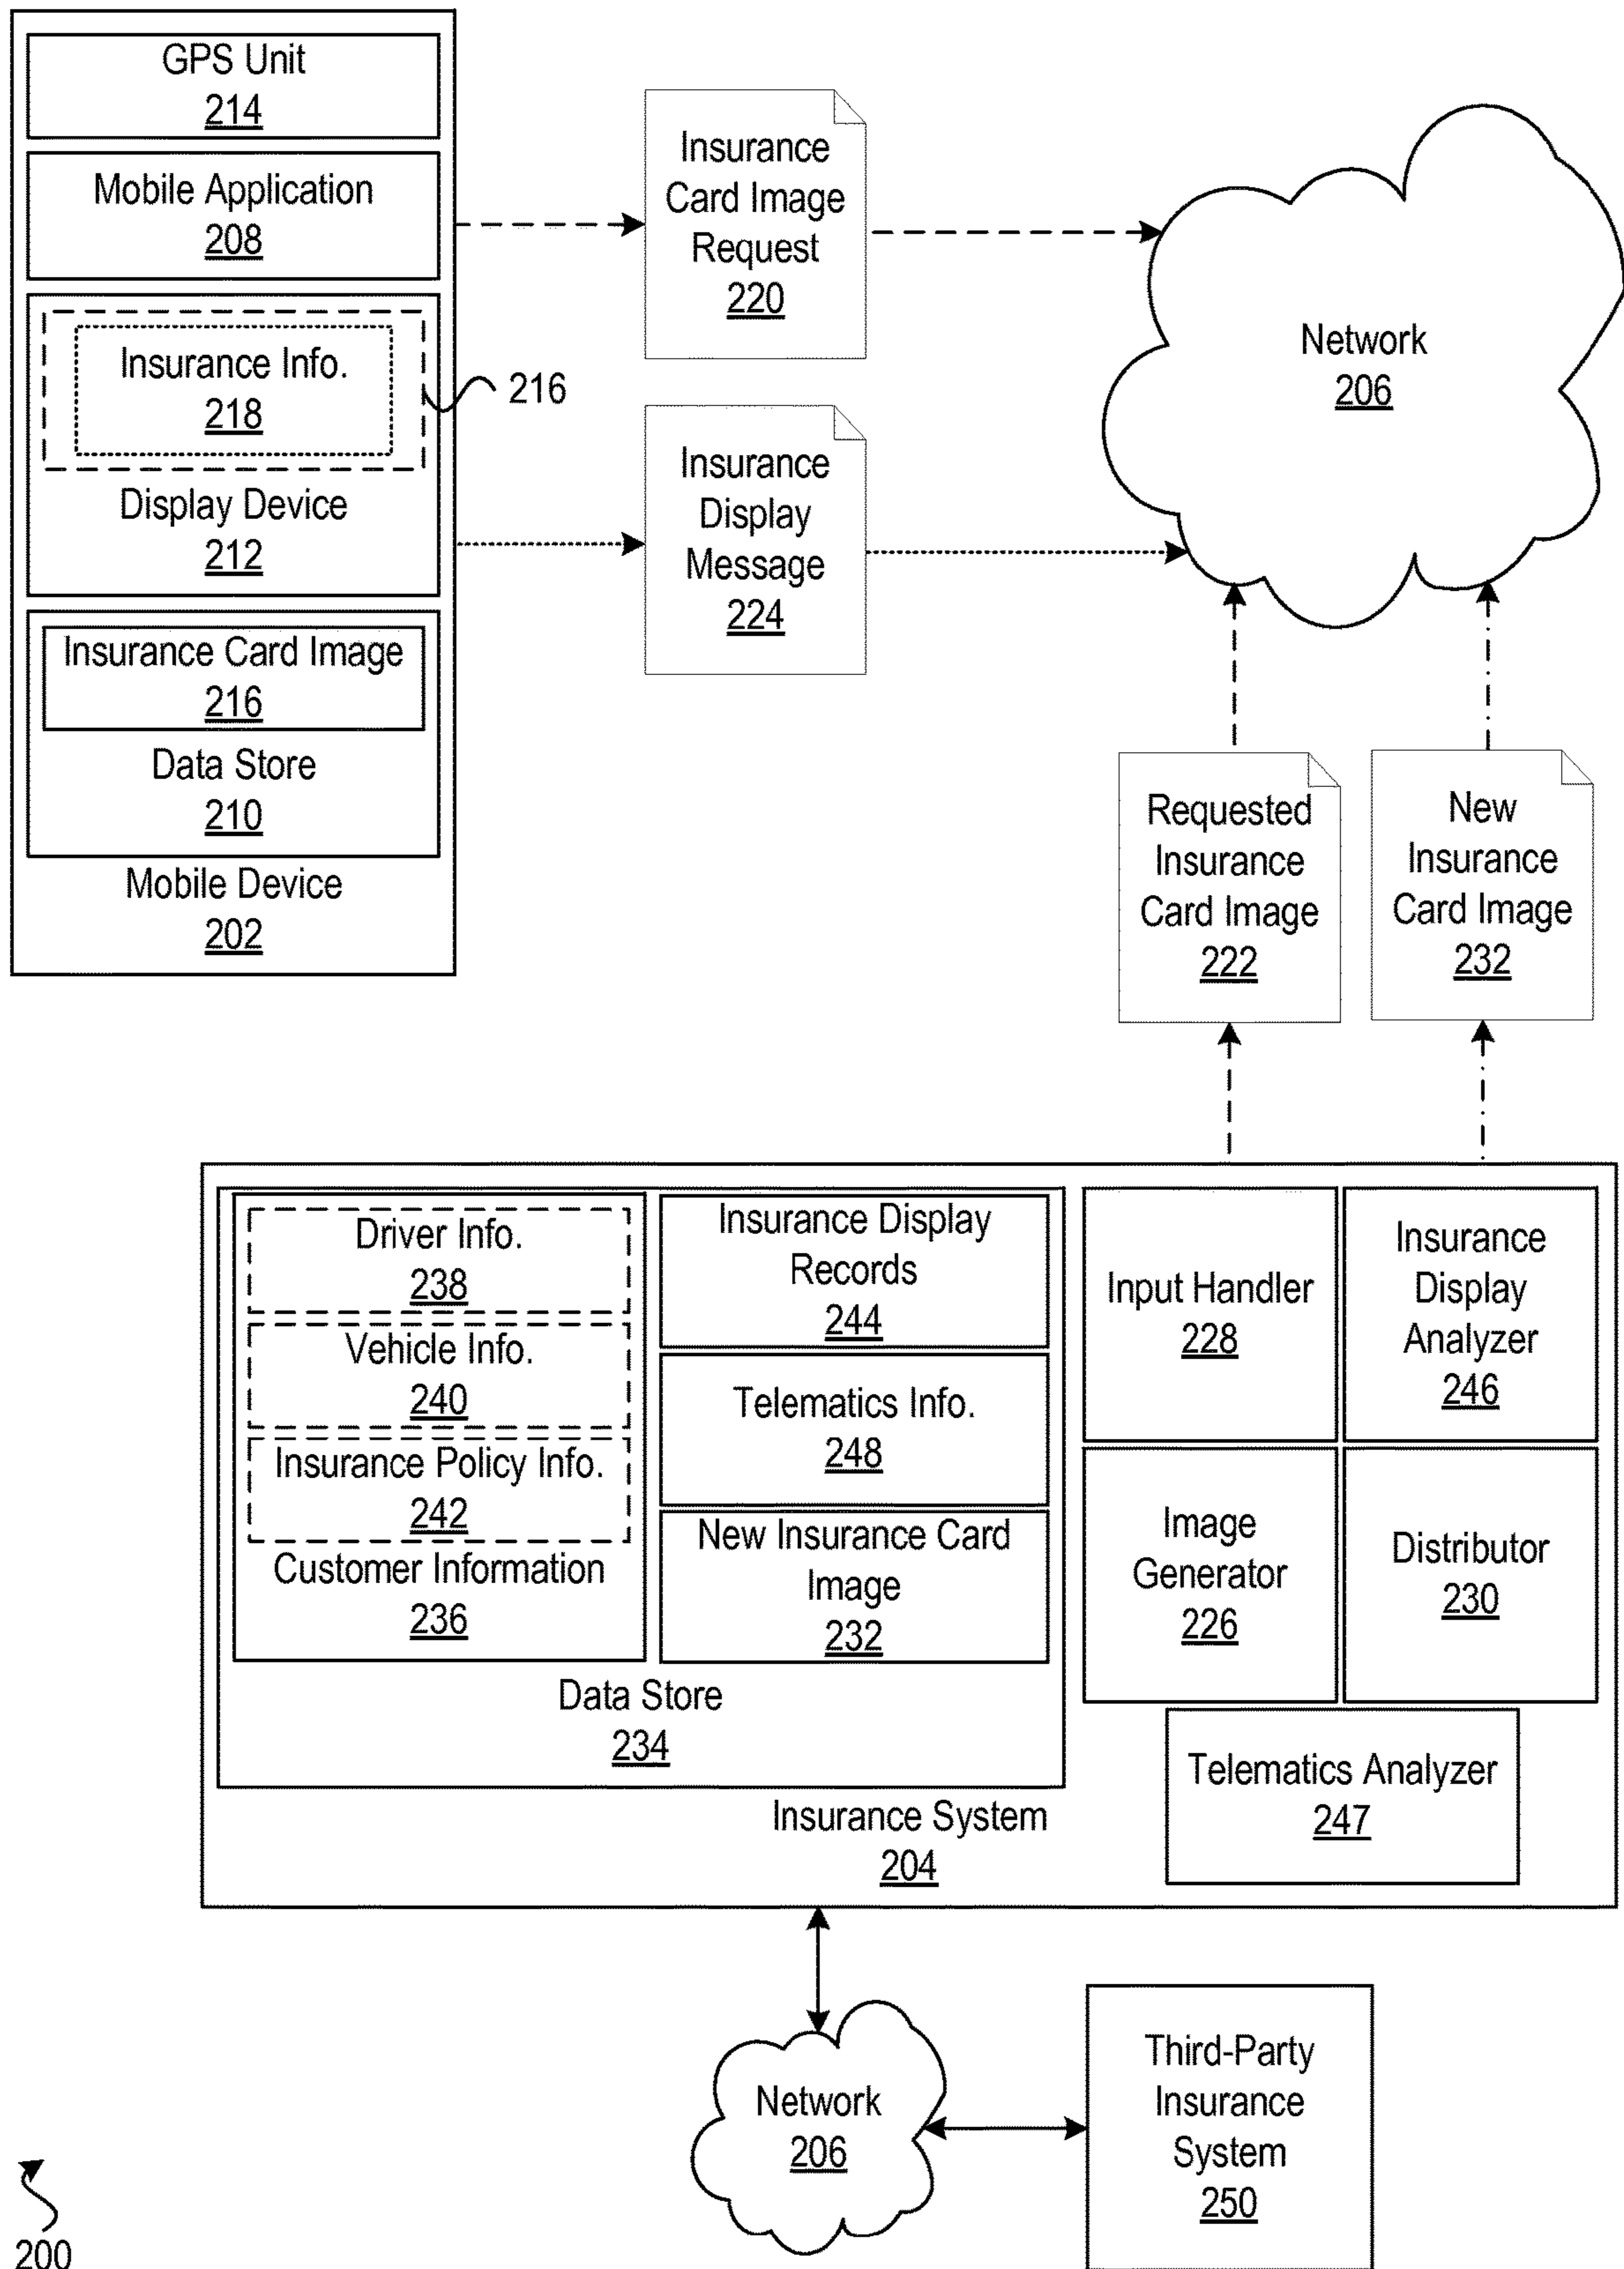 GPS Unit
214
Mobile Application
208
Insurance Info.
218
216
Display Device
212
Insurance Card Image
216
Data Store
210
Mobile Device
202
Insurance
Card Image
Request
220
Insurance
Display
Message
224
Network
206
Requested
Insurance
Card Image
222
New
Insurance
Card Image
232
Driver Info.
238
Vehicle Info.
240
Insurance Policy Info.
242
Customer Information
236
Insurance Display
Records
244
Telematics Info.
248
New Insurance Card
Image
232
Data Store
234
Input Handler
228
Insurance
Display
Analyzer
246
Image
Generator
226
Distributor
230
Telematics Analyzer
247
Insurance System
204
Network
206
Third-Party
Insurance
System
250
200